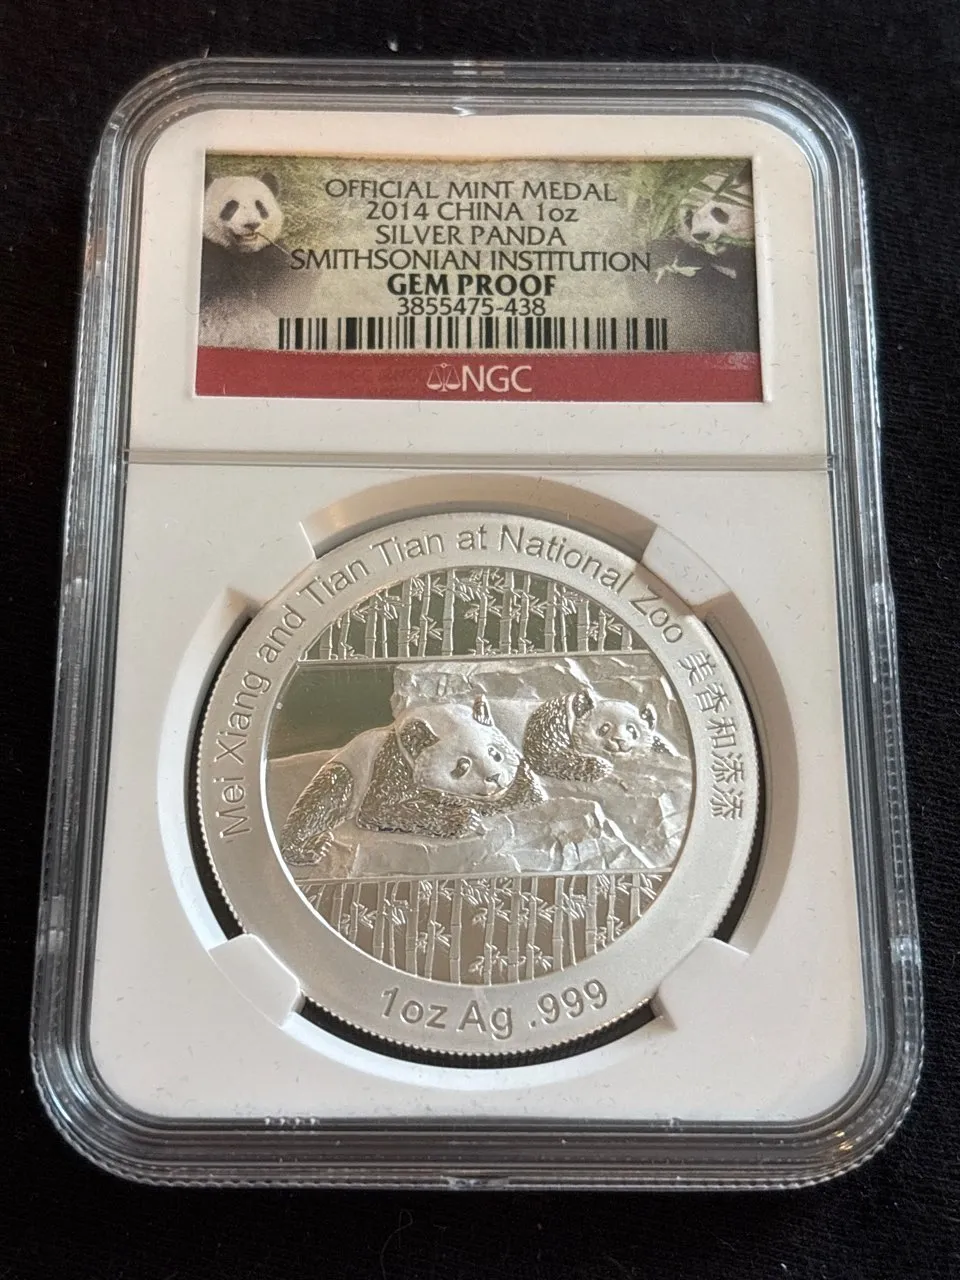 OFFICIAL MINT MEDAL
2014 CHINA 1oz
SILVER PANDA
SMITHSONIAN INSTITUTION
GEM PROOF
3855475-438
NGC
Mei Xiang and Tian Tian at National Zoo 美香和添添
1oz Ag .999